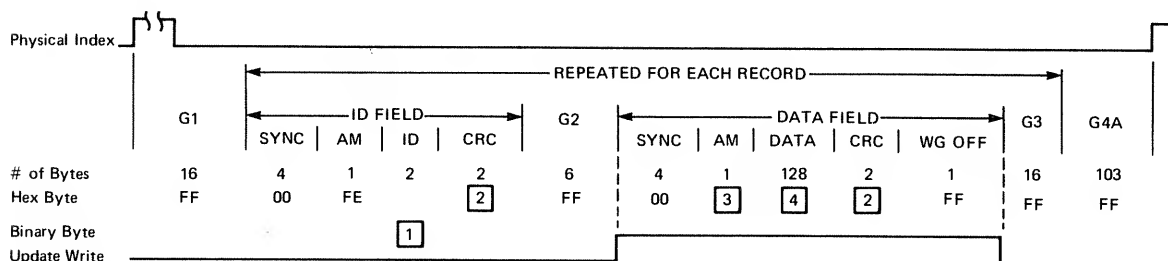 Physical Index
REPEATED FOR EACH RECORD
G1 ID FIELD G2 DATA FIELD G3 G4A
SYNC AM ID CRC SYNC AM DATA CRC WG OFF
# of Bytes 16 4 1 2 2 6 4 1 128 2 1 16 103
Hex Byte FF 00 FE 2 FF 00 3 4 2 FF FF FF
Binary Byte 1
Update Write